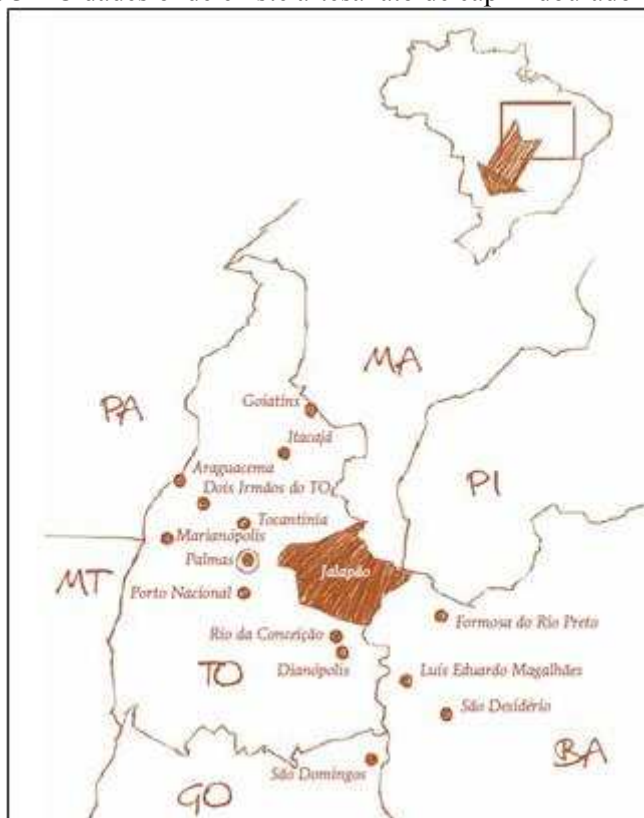 MA
PA
Goiatins
Itacajá
Araguacema
Dois Irmãos do TO
PI
Tocantínia
Marianópolis
Palmas
Jalapão
MT
Porto Nacional
Formosa do Rio Preto
Rio da Conceição
Dianópolis
TO
Luís Eduardo Magalhães
São Desidério
BA
São Domingos
GO